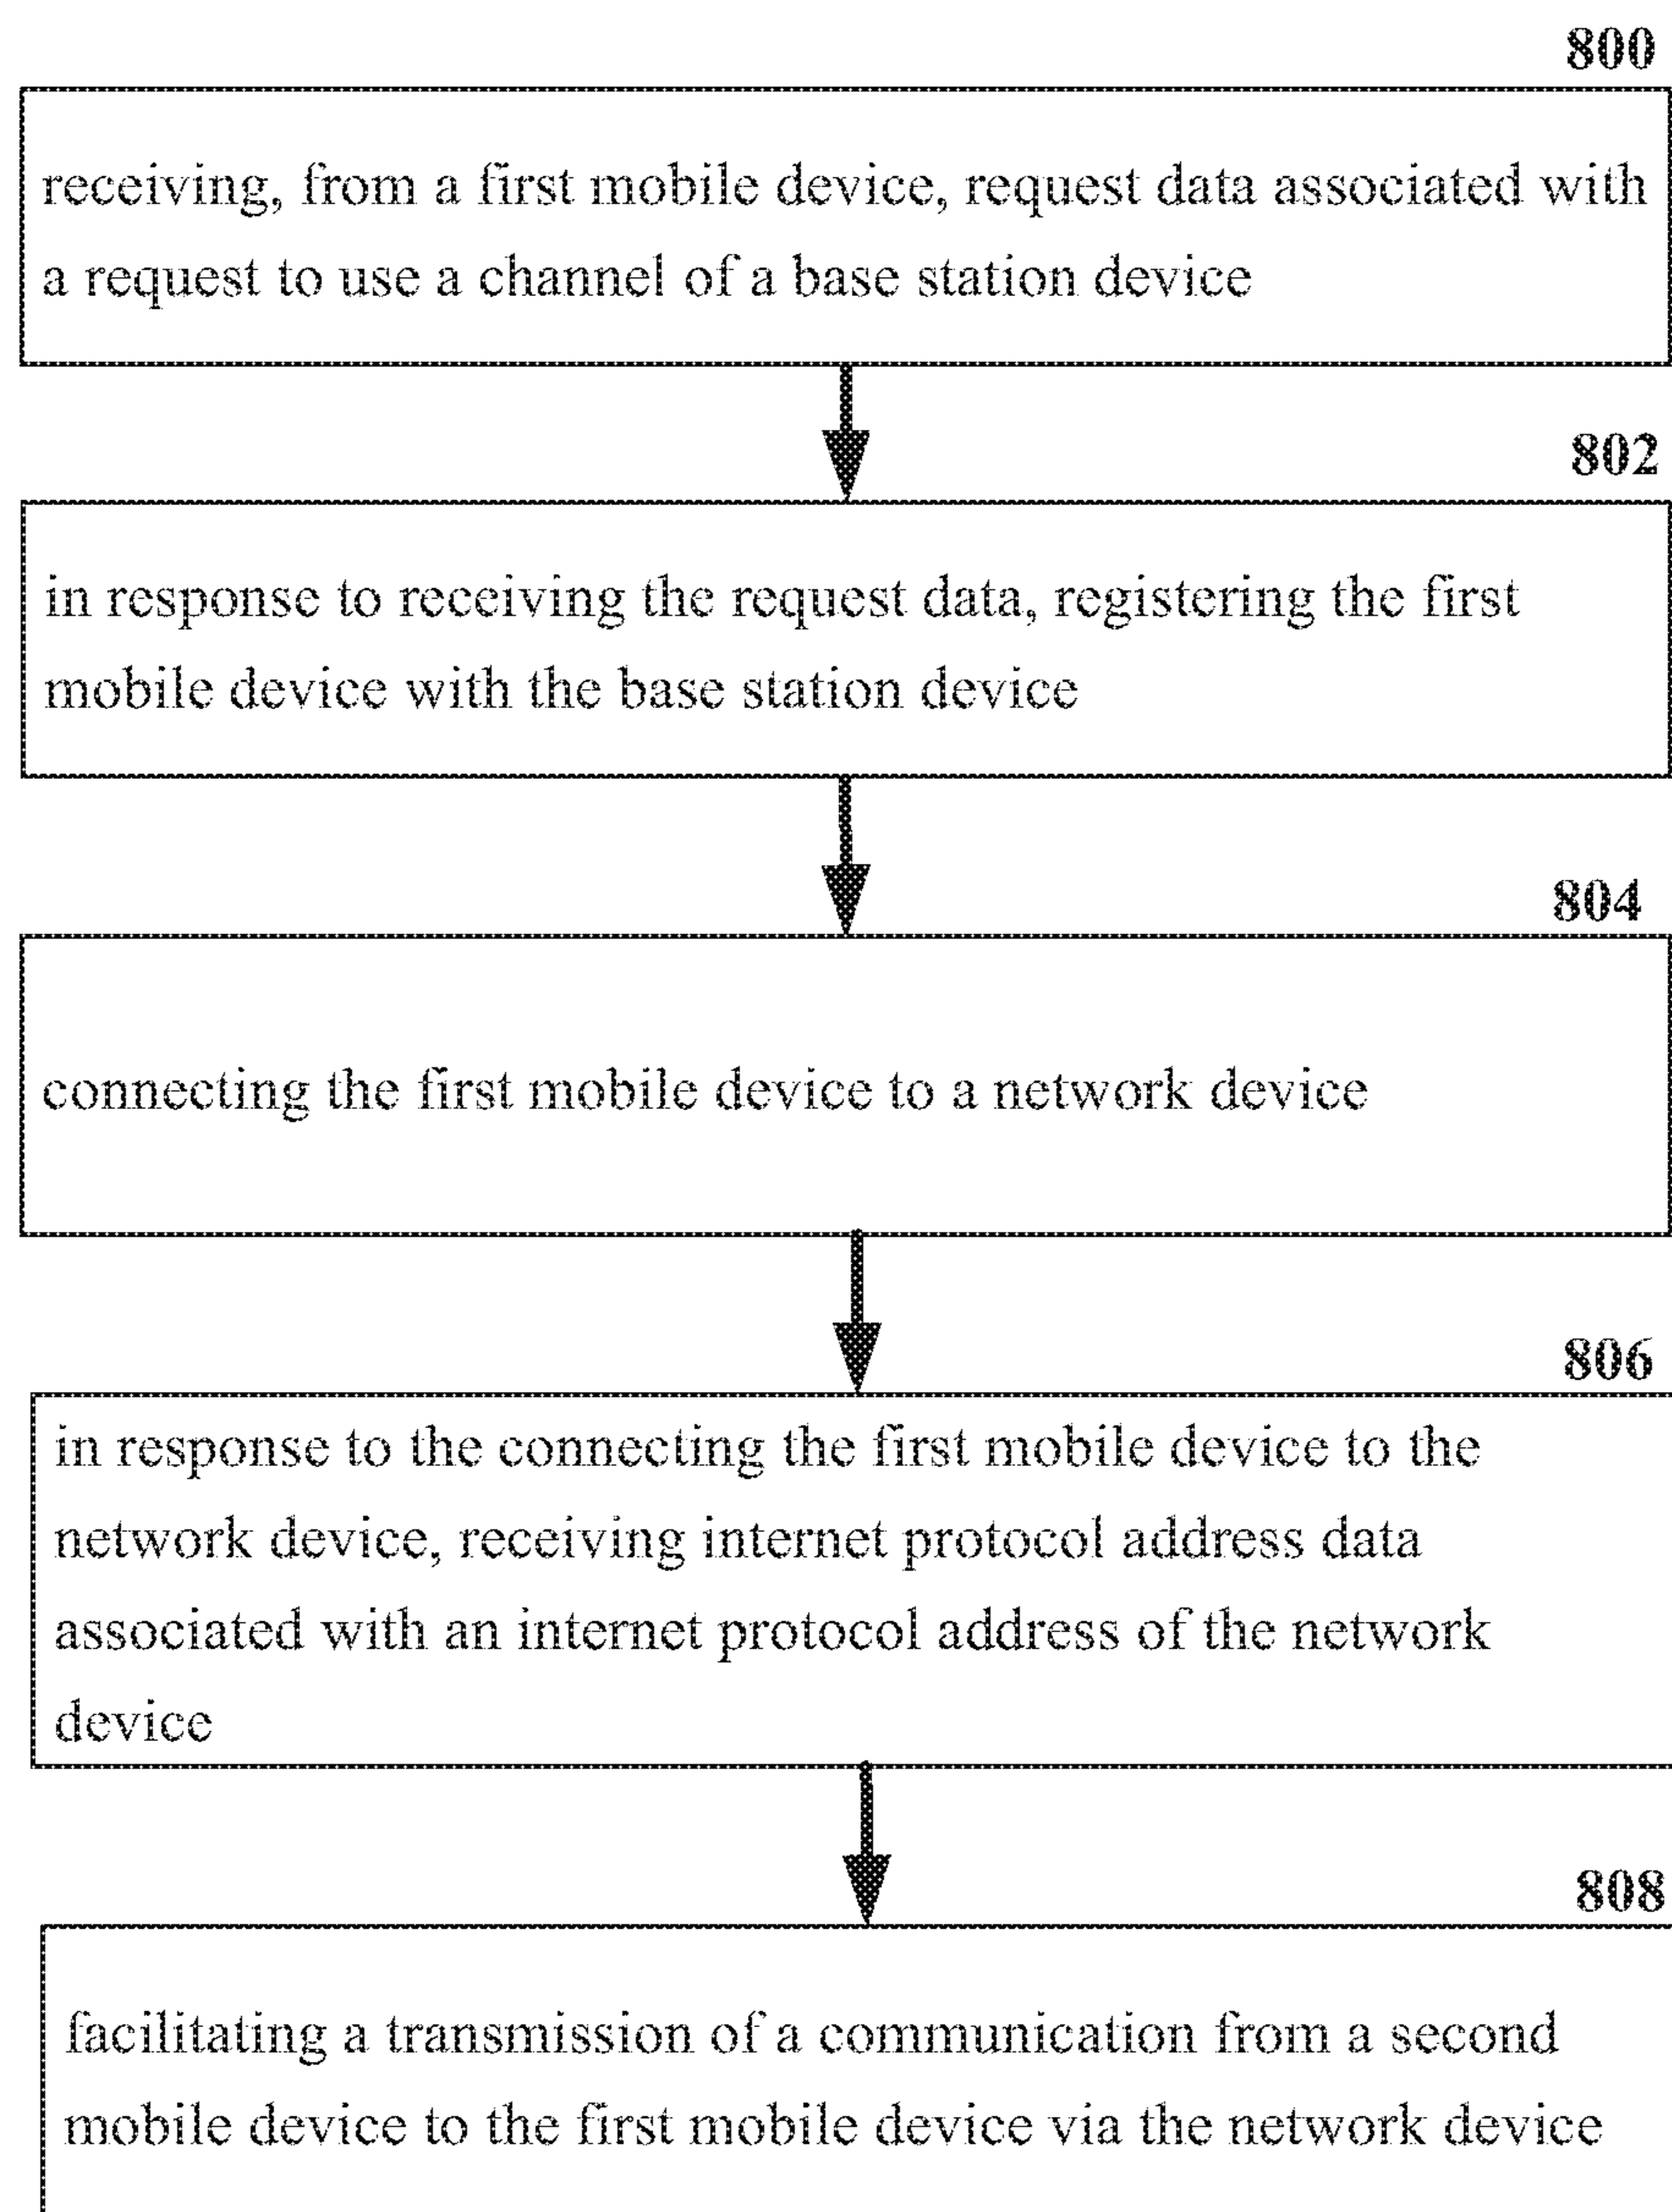 800
receiving, from a first mobile device, request data associated with
a request to use a channel of a base station device
802
in response to receiving the request data, registering the first
mobile device with the base station device
804
connecting the first mobile device to a network device
806
in response to the connecting the first mobile device to the
network device, receiving internet protocol address data
associated with an internet protocol address of the network
device
808
facilitating a transmission of a communication from a second
mobile device to the first mobile device via the network device